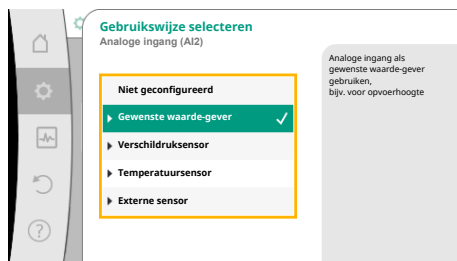 Gebruikswijze selecteren
Analoge ingang (AI2)
Niet geconfigureerd
Gewenste waarde-gever
Verschildruksensor
Temperatuursensor
Externe sensor
Analoge ingang als
gewenste waarde-gever
gebruiken,
bijv. voor opvoerhoogte
?